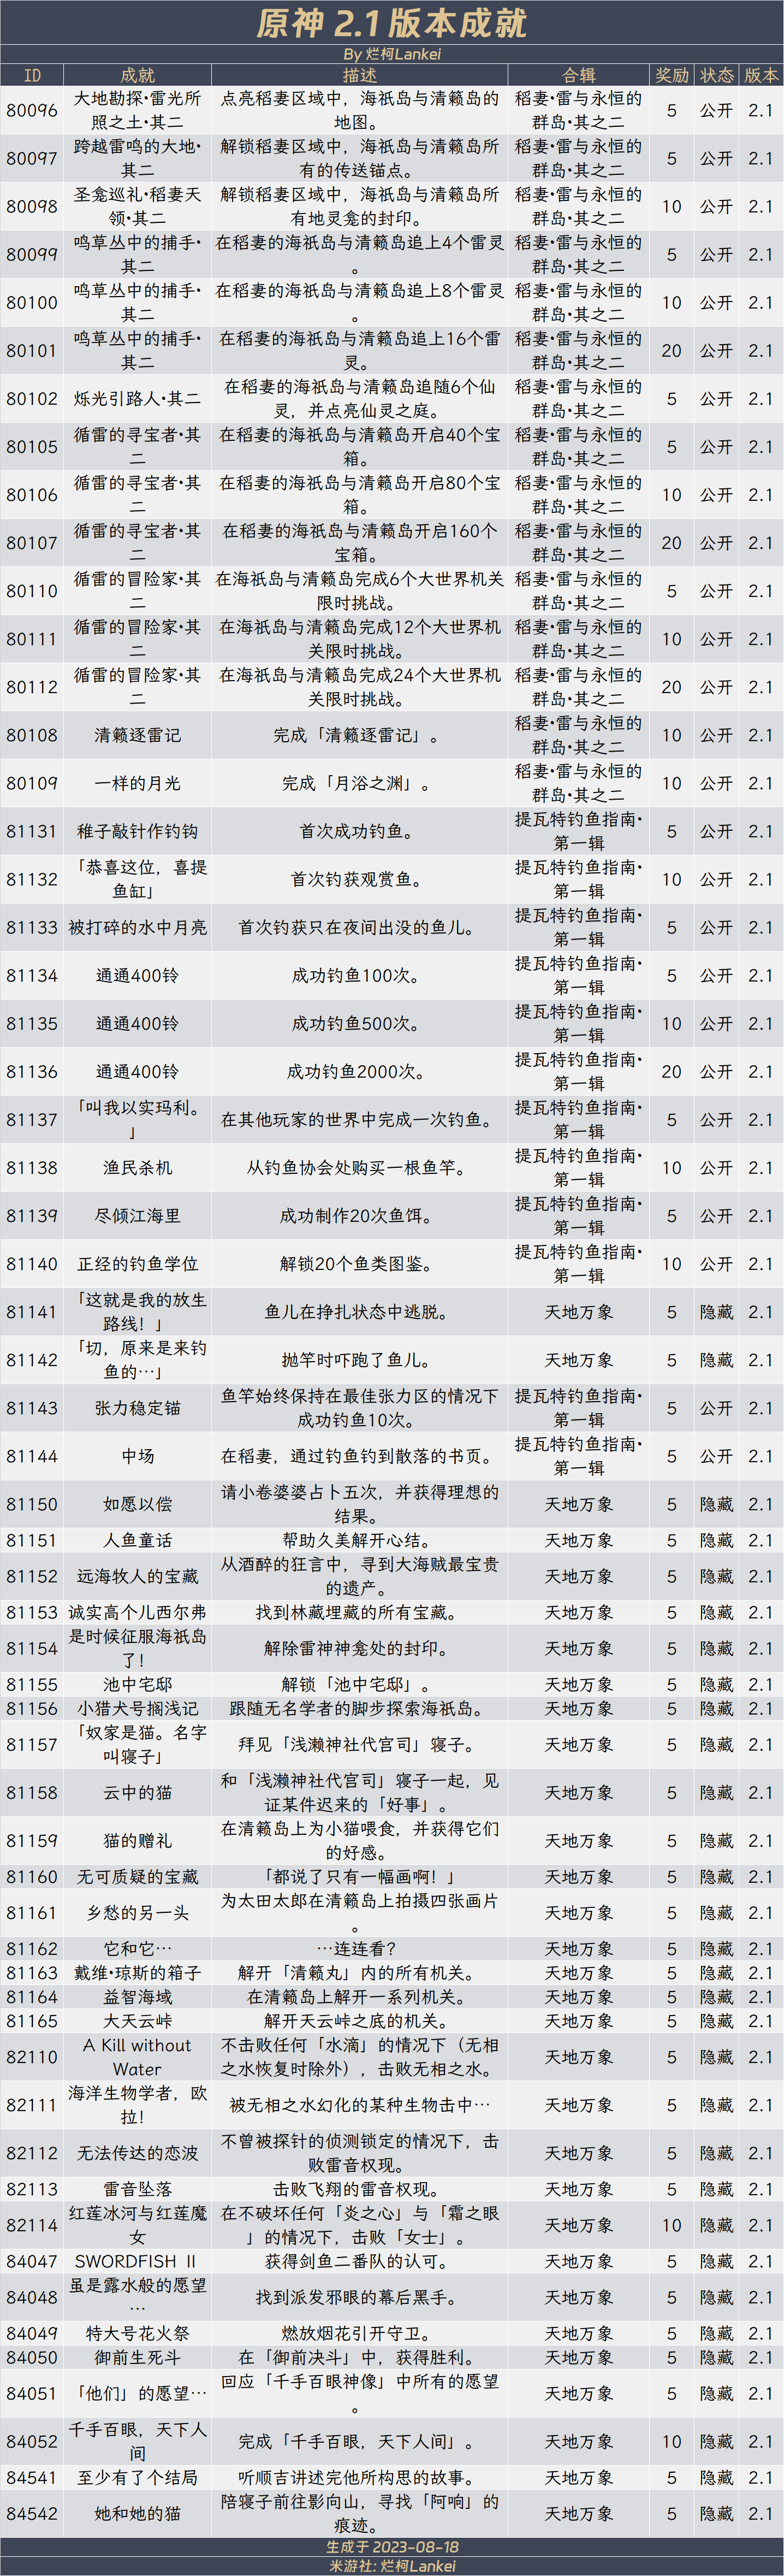 原神 2.1 版本成就
By 烂柯Lankei
ID 成就 描述 合辑 奖励 状态 版本
80096 大地勘探•雷光所照之土•其二 点亮稻妻区域中，海祇岛与清籁岛的地图。 稻妻•雷与永恒的群岛•其之二 5 公开 2.1
80097 跨越雷鸣的大地•其二 解锁稻妻区域中，海祇岛与清籁岛所有的传送锚点。 稻妻•雷与永恒的群岛•其之二 5 公开 2.1
80098 圣龛巡礼•稻妻天领•其二 解锁稻妻区域中，海祇岛与清籁岛所有地灵龛的封印。 稻妻•雷与永恒的群岛•其之二 10 公开 2.1
80099 鸣草丛中的捕手•其二 在稻妻的海祇岛与清籁岛追上4个雷灵。 稻妻•雷与永恒的群岛•其之二 5 公开 2.1
80100 鸣草丛中的捕手•其二 在稻妻的海祇岛与清籁岛追上8个雷灵。 稻妻•雷与永恒的群岛•其之二 10 公开 2.1
80101 鸣草丛中的捕手•其二 在稻妻的海祇岛与清籁岛追上16个雷灵。 稻妻•雷与永恒的群岛•其之二 20 公开 2.1
80102 烁光引路人•其二 在稻妻的海祇岛与清籁岛追随6个仙灵，并点亮仙灵之庭。 稻妻•雷与永恒的群岛•其之二 5 公开 2.1
80105 循雷的寻宝者•其二 在稻妻的海祇岛与清籁岛开启40个宝箱。 稻妻•雷与永恒的群岛•其之二 5 公开 2.1
80106 循雷的寻宝者•其二 在稻妻的海祇岛与清籁岛开启80个宝箱。 稻妻•雷与永恒的群岛•其之二 10 公开 2.1
80107 循雷的寻宝者•其二 在稻妻的海祇岛与清籁岛开启160个宝箱。 稻妻•雷与永恒的群岛•其之二 20 公开 2.1
80110 循雷的冒险家•其二 在海祇岛与清籁岛完成6个大世界机关限时挑战。 稻妻•雷与永恒的群岛•其之二 5 公开 2.1
80111 循雷的冒险家•其二 在海祇岛与清籁岛完成12个大世界机关限时挑战。 稻妻•雷与永恒的群岛•其之二 10 公开 2.1
80112 循雷的冒险家•其二 在海祇岛与清籁岛完成24个大世界机关限时挑战。 稻妻•雷与永恒的群岛•其之二 20 公开 2.1
80108 清籁逐雷记 完成「清籁逐雷记」。 稻妻•雷与永恒的群岛•其之二 10 公开 2.1
80109 一样的月光 完成「月浴之渊」。 稻妻•雷与永恒的群岛•其之二 10 公开 2.1
81131 稚子敲针作钓钩 首次成功钓鱼。 提瓦特钓鱼指南•第一辑 5 公开 2.1
81132 「恭喜这位，喜提鱼缸」 首次钓获观赏鱼。 提瓦特钓鱼指南•第一辑 10 公开 2.1
81133 被打碎的水中月亮 首次钓获只在夜间出没的鱼儿。 提瓦特钓鱼指南•第一辑 5 公开 2.1
81134 通通400铃 成功钓鱼100次。 提瓦特钓鱼指南•第一辑 5 公开 2.1
81135 通通400铃 成功钓鱼500次。 提瓦特钓鱼指南•第一辑 10 公开 2.1
81136 通通400铃 成功钓鱼2000次。 提瓦特钓鱼指南•第一辑 20 公开 2.1
81137 「叫我以实玛利。」 在其他玩家的世界中完成一次钓鱼。 提瓦特钓鱼指南•第一辑 5 公开 2.1
81138 渔民杀机 从钓鱼协会处购买一根鱼竿。 提瓦特钓鱼指南•第一辑 10 公开 2.1
81139 尽倾江海里 成功制作20次鱼饵。 提瓦特钓鱼指南•第一辑 5 公开 2.1
81140 正经的钓鱼学位 解锁20个鱼类图鉴。 提瓦特钓鱼指南•第一辑 10 公开 2.1
81141 「这就是我的放生路线！」 鱼儿在挣扎状态中逃脱。 天地万象 5 隐藏 2.1
81142 「切，原来是来钓鱼的…」 抛竿时吓跑了鱼儿。 天地万象 5 隐藏 2.1
81143 张力稳定锚 鱼竿始终保持在最佳张力区的情况下成功钓鱼10次。 提瓦特钓鱼指南•第一辑 5 公开 2.1
81144 中场 在稻妻，通过钓鱼钓到散落的书页。 提瓦特钓鱼指南•第一辑 5 公开 2.1
81150 如愿以偿 请小卷婆婆占卜五次，并获得理想的结果。 天地万象 5 隐藏 2.1
81151 人鱼童话 帮助久美解开心结。 天地万象 5 隐藏 2.1
81152 远海牧人的宝藏 从酒醉的狂言中，寻到大海贼最宝贵的遗产。 天地万象 5 隐藏 2.1
81153 诚实高个儿西尔弗 找到林藏埋藏的所有宝藏。 天地万象 5 隐藏 2.1
81154 是时候征服海祇岛了！ 解除雷神神龛处的封印。 天地万象 5 隐藏 2.1
81155 池中宅邸 解锁「池中宅邸」。 天地万象 5 隐藏 2.1
81156 小猎犬号搁浅记 跟随无名学者的脚步探索海祇岛。 天地万象 5 隐藏 2.1
81157 「奴家是猫。名字叫寝子」 拜见「浅濑神社代宫司」寝子。 天地万象 5 隐藏 2.1
81158 云中的猫 和「浅濑神社代宫司」寝子一起，见证某件迟来的「好事」。 天地万象 5 隐藏 2.1
81159 猫的赠礼 在清籁岛上为小猫喂食，并获得它们的好感。 天地万象 5 隐藏 2.1
81160 无可质疑的宝藏 「都说了只有一幅画啊！」 天地万象 5 隐藏 2.1
81161 乡愁的另一头 为太田太郎在清籁岛上拍摄四张画片。 天地万象 5 隐藏 2.1
81162 它和它… …连连看？ 天地万象 5 隐藏 2.1
81163 戴维•琼斯的箱子 解开「清籁丸」内的所有机关。 天地万象 5 隐藏 2.1
81164 益智海域 在清籁岛上解开一系列机关。 天地万象 5 隐藏 2.1
81165 大天云峠 解开天云峠之底的机关。 天地万象 5 隐藏 2.1
82110 A Kill without Water 不击败任何「水滴」的情况下（无相之水恢复时除外），击败无相之水。 天地万象 5 隐藏 2.1
82111 海洋生物学者，欧拉！ 被无相之水幻化的某种生物击中… 天地万象 5 隐藏 2.1
82112 无法传达的恋波 不曾被探针的侦测锁定的情况下，击败雷音权现。 天地万象 5 隐藏 2.1
82113 雷音坠落 击败飞翔的雷音权现。 天地万象 5 隐藏 2.1
82114 红莲冰河与红莲魔女 在不破坏任何「炎之心」与「霜之眼」的情况下，击败「女士」。 天地万象 10 隐藏 2.1
84047 SWORDFISH II 获得剑鱼二番队的认可。 天地万象 5 隐藏 2.1
84048 虽是露水般的愿望… 找到派发邪眼的幕后黑手。 天地万象 5 隐藏 2.1
84049 特大号花火祭 燃放烟花引开守卫。 天地万象 5 隐藏 2.1
84050 御前生死斗 在「御前决斗」中，获得胜利。 天地万象 5 隐藏 2.1
84051 「他们」的愿望… 回应「千手百眼神像」中所有的愿望。 天地万象 5 隐藏 2.1
84052 千手百眼，天下人间 完成「千手百眼，天下人间」。 天地万象 10 隐藏 2.1
84541 至少有了个结局 听顺吉讲述完他所构思的故事。 天地万象 5 隐藏 2.1
84542 她和她的猫 陪寝子前往影向山，寻找「阿响」的痕迹。 天地万象 5 隐藏 2.1
生成于 2023-08-18
米游社: 烂柯Lankei